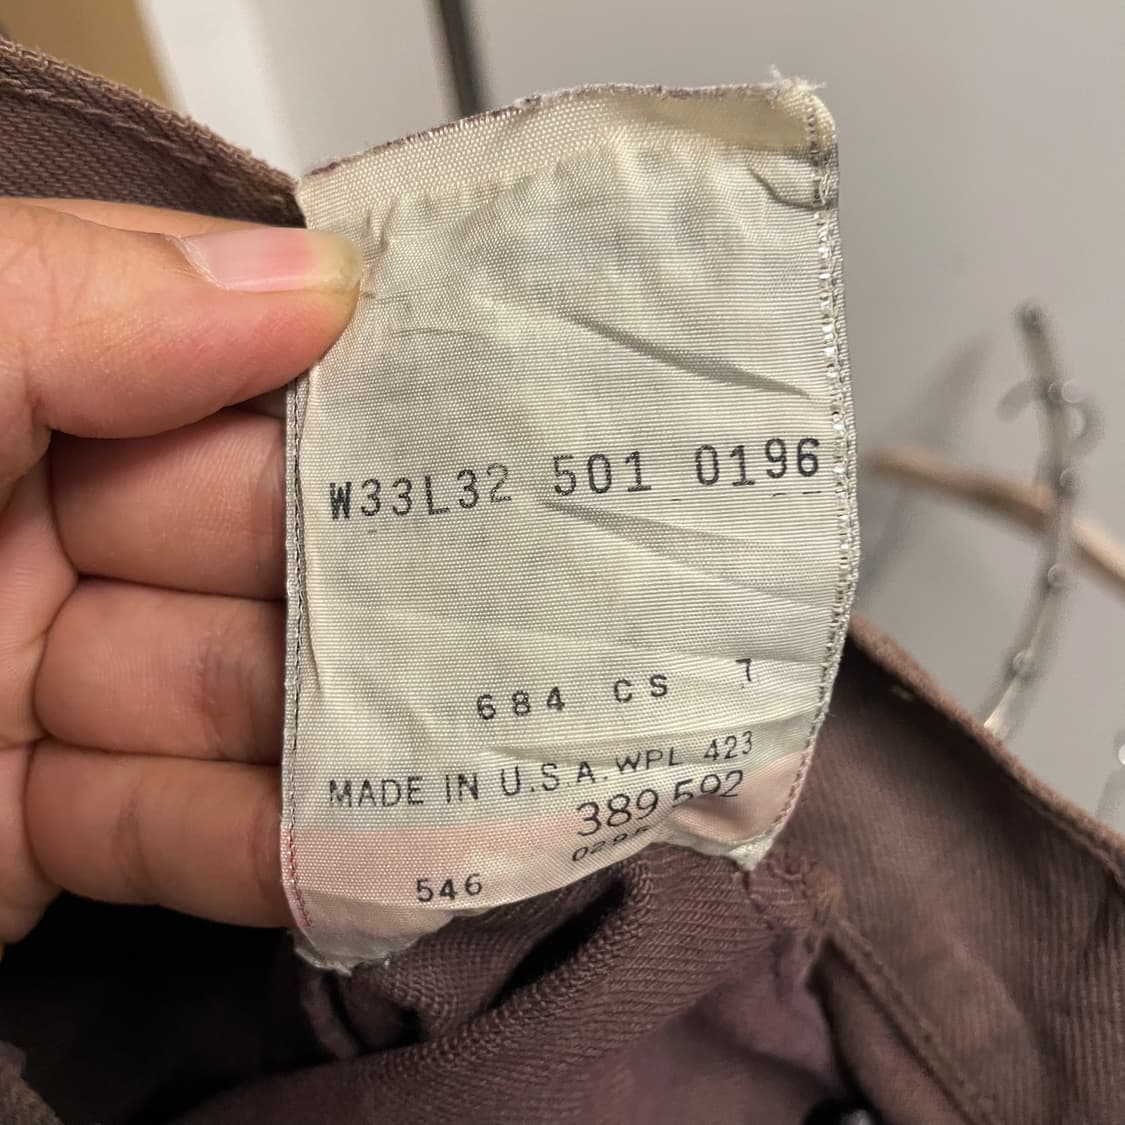 W33L32 501 0196
684 CS 7
MADE IN U.S.A. WPL 423
389 592
546